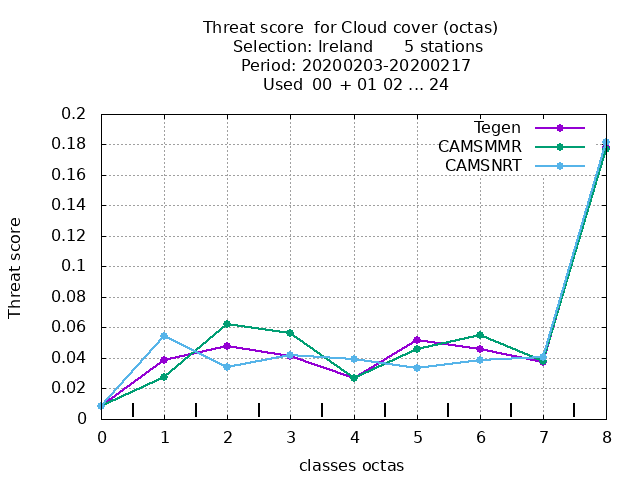 Threat score  for Cloud cover (octas)
Selection: Ireland      5 stations
Period: 20200203-20200217
Used  00 + 01 02 ... 24
Tegen
CAMSMMR
CAMSNRT
Threat score
0.2
0.18
0.16
0.14
0.12
0.1
0.08
0.06
0.04
0.02
0
0 1 2 3 4 5 6 7 8
classes octas